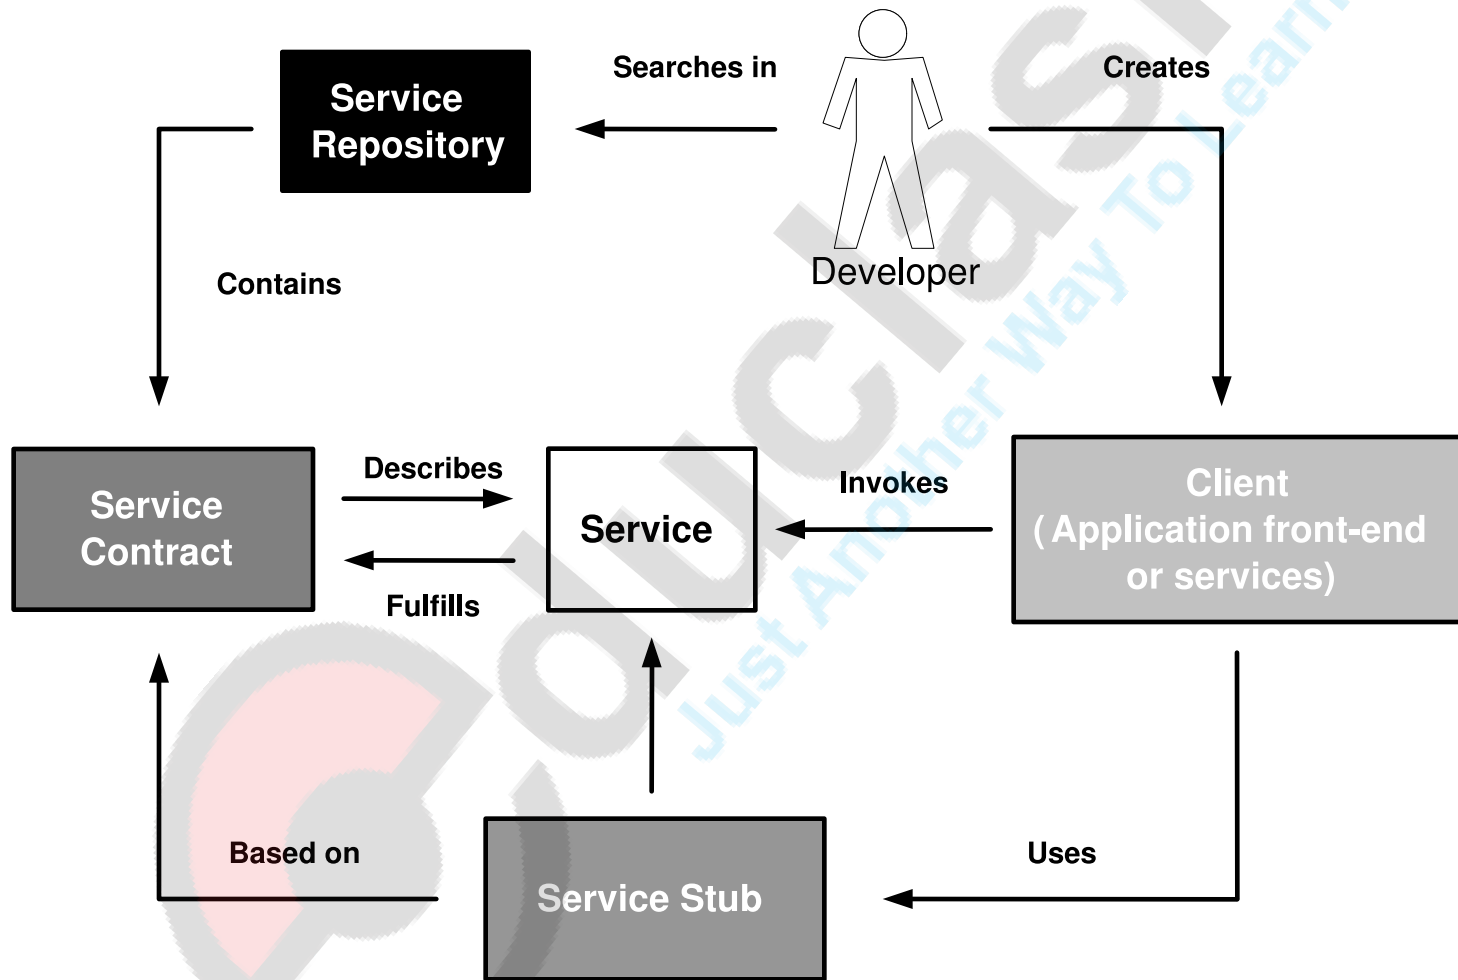 Searches in
Creates
Service
Repository
Developer
Contains
Service
Contract
Describes
Fulfills
Service
Invokes
Client
( Application front-end
or services)
Based on
Service Stub
Uses
educlash
Just Another Way To Learn